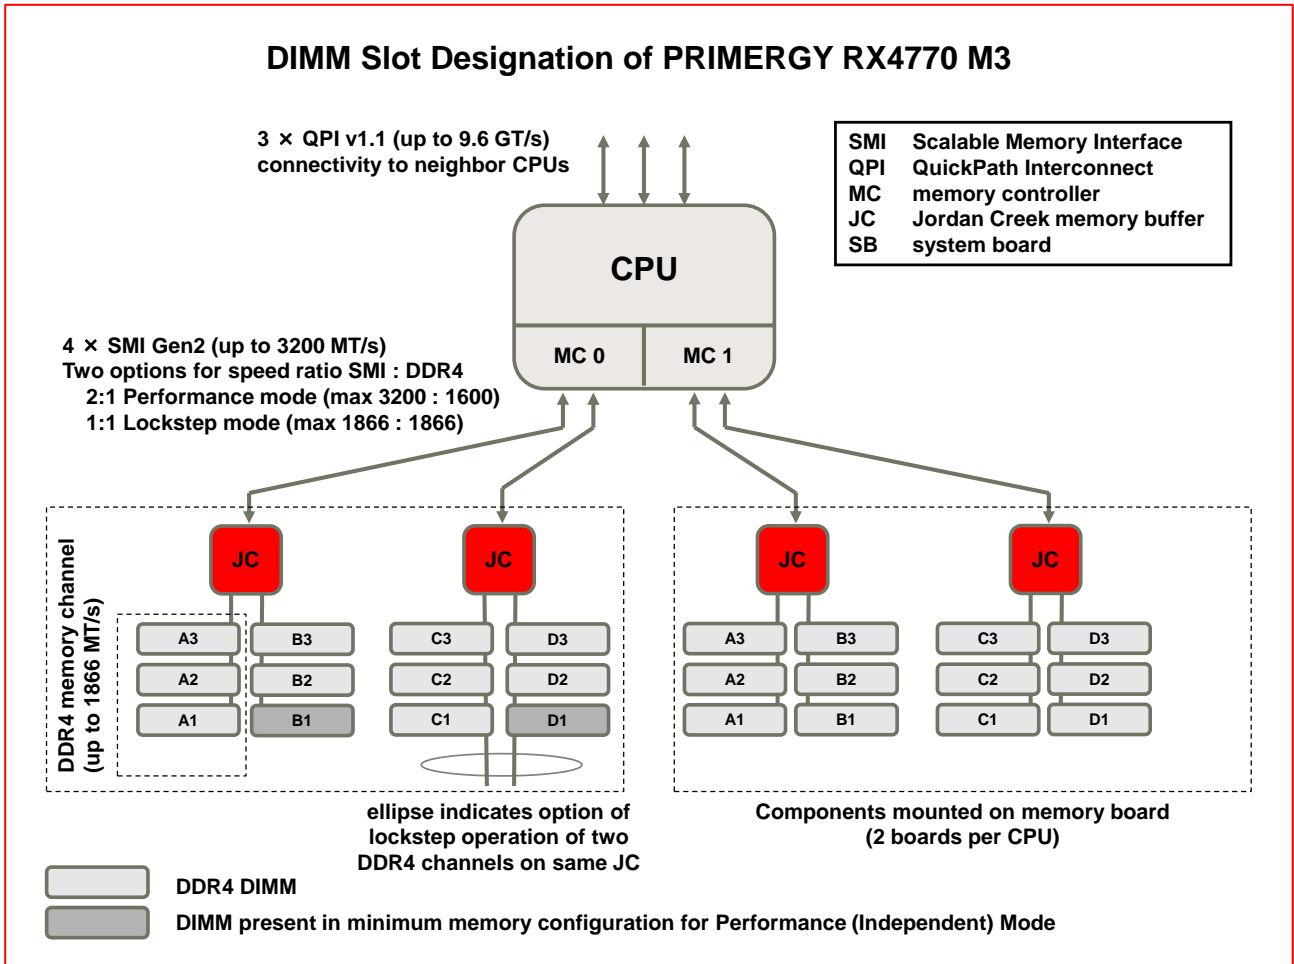 DIMM Slot Designation of PRIMERGY RX4770 M3
3 × QPI v1.1 (up to 9.6 GT/s)
connectivity to neighbor CPUs
SMI Scalable Memory Interface
QPI QuickPath Interconnect
MC memory controller
JC Jordan Creek memory buffer
SB system board
CPU
MC 0 MC 1
4 × SMI Gen2 (up to 3200 MT/s)
Two options for speed ratio SMI : DDR4
2:1 Performance mode (max 3200 : 1600)
1:1 Lockstep mode (max 1866 : 1866)
DDR4 memory channel
(up to 1866 MT/s)
JC JC JC JC
A3 B3 C3 D3 A3 B3 C3 D3
A2 B2 C2 D2 A2 B2 C2 D2
A1 B1 C1 D1 A1 B1 C1 D1
ellipse indicates option of
lockstep operation of two
DDR4 channels on same JC
Components mounted on memory board
(2 boards per CPU)
DDR4 DIMM
DIMM present in minimum memory configuration for Performance (Independent) Mode